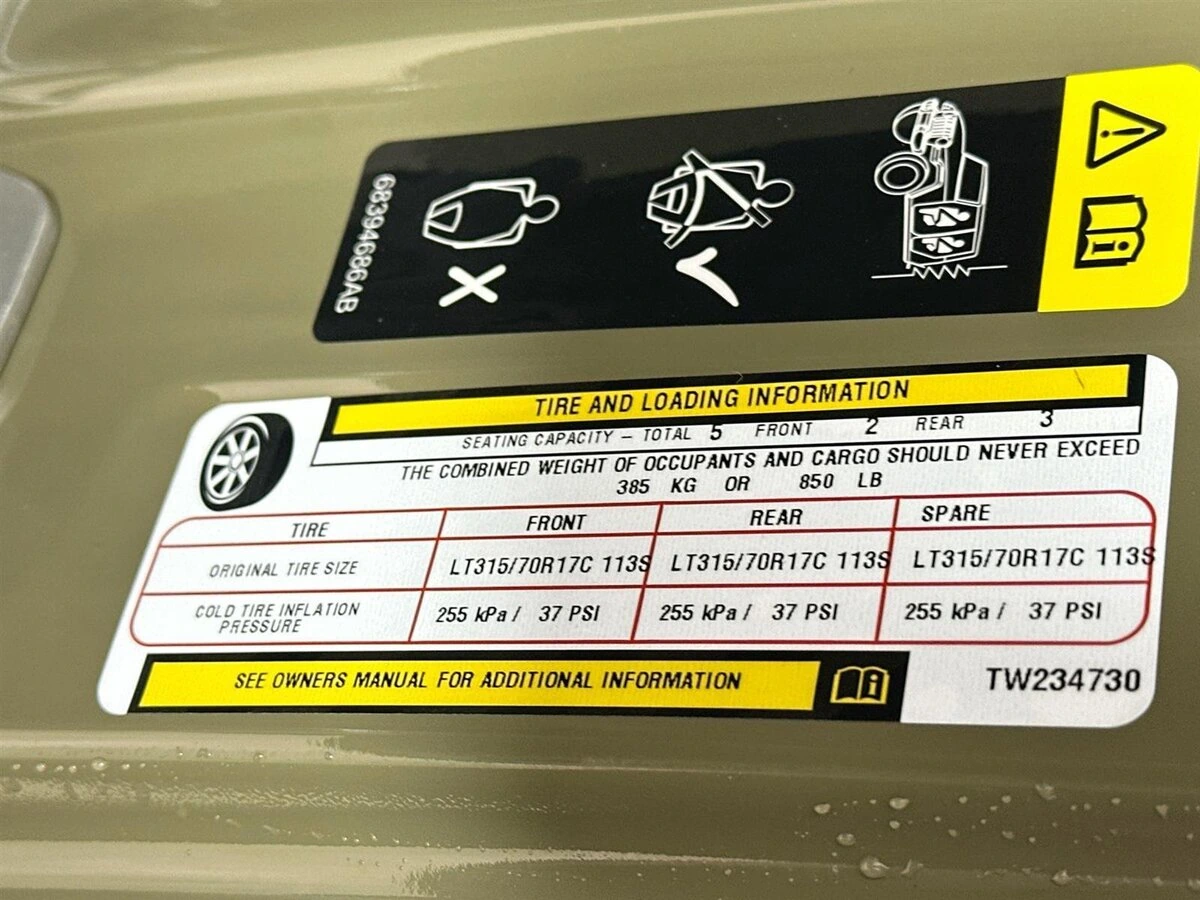 68394686AB
TIRE AND LOADING INFORMATION
SEATING CAPACITY – TOTAL 5 FRONT 2 REAR 3
THE COMBINED WEIGHT OF OCCUPANTS AND CARGO SHOULD NEVER EXCEED
385 KG OR 850 LB
TIRE FRONT REAR SPARE
ORIGINAL TIRE SIZE LT315/70R17C 113S LT315/70R17C 113S LT315/70R17C 113S
COLD TIRE INFLATION
PRESSURE 255 kPa / 37 PSI 255 kPa / 37 PSI 255 kPa / 37 PSI
SEE OWNERS MANUAL FOR ADDITIONAL INFORMATION
TW234730